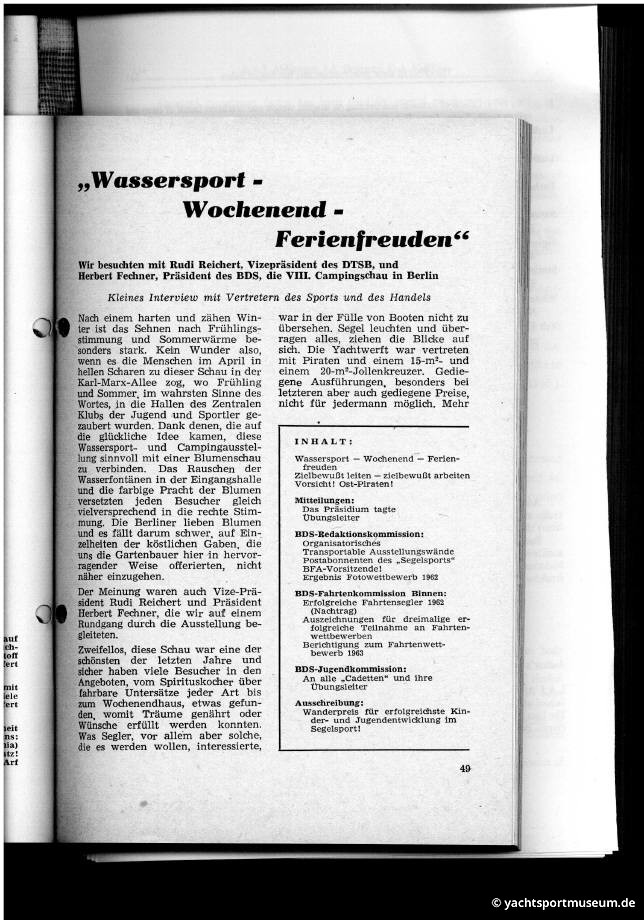 „Wassersport -
Wochenend -
Ferienfreuden“
Wir besuchten mit Rudi Reichert, Vizepräsident des DTSB, und
Herbert Fechner, Präsident des BDS, die VIII. Campingschau in Berlin
Kleines Interview mit Vertretern des Sports und des Handels
Nach einem harten und zähen Win-
ter ist das Sehnen nach Frühlings-
stimmung und Sommerwärme be-
sonders stark. Kein Wunder also,
wenn es die Menschen im April in
hellen Scharen zu dieser Schau in der
Karl-Marx-Allee zog, wo Frühling
und Sommer, im wahrsten Sinne des
Wortes, in die Hallen des Zentralen
Klubs der Jugend und Sportler ge-
zaubert wurden. Dank denen, die auf
die glückliche Idee kamen, diese
Wassersport- und Campingausstel-
lung sinnvoll mit einer Blumenschau
zu verbinden. Das Rauschen der
Wasserfontänen in der Eingangshalle
und die farbige Pracht der Blumen
versetzten jeden Besucher gleich
vielversprechend in die rechte Stim-
mung. Die Berliner lieben Blumen
und es fällt darum schwer, auf Ein-
zelheiten der köstlichen Gaben, die
uns die Gartenbauer hier in hervor-
ragender Weise offerierten, nicht
näher einzugehen.
Der Meinung waren auch Vize-Prä-
sident Rudi Reichert und Präsident
Herbert Fechner, die wir auf einem
Rundgang durch die Ausstellung be-
gleiteten.
Zweifellos, diese Schau war eine der
schönsten der letzten Jahre und
sicher haben viele Besucher in den
Angeboten, vom Spirituskocher über
fahrbare Untersätze jeder Art bis
zum Wochenendhaus, etwas gefun-
den, womit Träume genährt oder
Wünsche erfüllt werden konnten.
Was Segler, vor allem aber solche,
die es werden wollen, interessierte,
war in der Fülle von Booten nicht zu
übersehen. Segel leuchten und über-
ragen alles, ziehen die Blicke auf
sich. Die Yachtwerft war vertreten
mit Piraten und einem 15-m²- und
einem 20-m²-Jollenkreuzer. Gedie-
gene Ausführungen, besonders bei
letzteren aber auch gediegene Preise,
nicht für jedermann möglich. Mehr
INHALT:
Wassersport – Wochenend – Ferien-
freuden
Zielbewußt leiten – zielbewußt arbeiten
Vorsicht! Ost-Piraten!
Mitteilungen:
Das Präsidium tagte
Übungsleiter
BDS-Redaktionskommission:
Organisatorisches
Transportable Ausstellungswände
Postabonnenten des „Segelsports“
BFA-Vorsitzende!
Ergebnis Fotowettbewerb 1962
BDS-Fahrtenkommission Binnen:
Erfolgreiche Fahrtensegler 1962
(Nachtrag)
Auszeichnungen für dreimalige er-
folgreiche Teilnahme an Fahrten-
wettbewerben
Berichtigung zum Fahrtenwett-
bewerb 1963
BDS-Jugendkommission:
An alle „Cadetten“ und ihre
Übungsleiter
Ausschreibung:
Wanderpreis für erfolgreichste Kin-
der- und Jugendentwicklung im
Segelsport!
49
© yachtsportmuseum.de